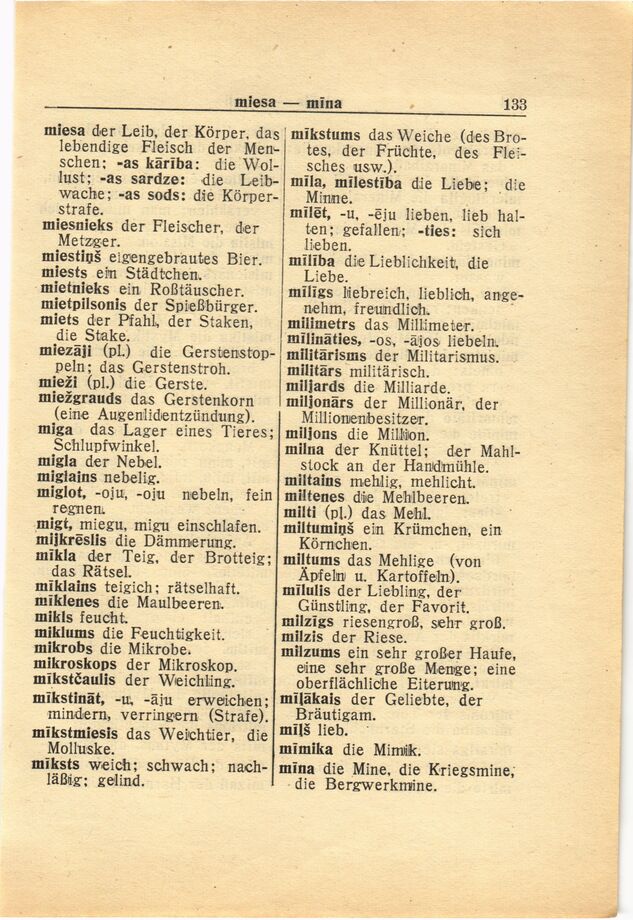 miesa — mīna 133
miesa der Leib, der Körper, das
lebendige Fleisch der Men-
schen; -as kārība: die Wol-
lust; -as sardze: die Leib-
wache; -as sods: die Körper-
strafe.
miesnieks der Fleischer, der
Metzger.
miestiņš eigengebrautes Bier.
miests ein Städtchen.
mietnieks ein Roßtäuscher.
mietpilsonis der Spießbürger.
miets der Pfahl, der Staken,
die Stake.
miezāji (pl.) die Gerstenstop-
peln; das Gerstenstroh.
mieži (pl.) die Gerste.
miežgrauds das Gerstenkorn
(eine Augenlidentzündung).
miga das Lager eines Tieres;
Schlupfwinkel.
migla der Nebel.
miglains nebelig.
miglot, -oju, -oju nebeln, fein
regnen.
migt, miegu, migu einschlafen.
mijkrēslis die Dämmerung.
mīkla der Teig, der Brotteig;
das Rätsel.
mīklains teigich; rätselhaft.
mīklenes die Maulbeeren.
mikls feucht.
miklums die Feuchtigkeit.
mikrobs die Mikrobe.
mikroskops der Mikroskop.
mīkstčaulis der Weichling.
mīkstināt, -u, -āju erweichen;
mindern, verringern (Strafe).
mīkstmiesis das Weichtier, die
Molluske.
mīksts weich; schwach; nach-
läßig; gelind.
mīkstums das Weiche (des Bro-
tes, der Früchte, des Flei-
sches usw.).
mīla, mīlestība die Liebe; die
Minne.
mīlēt, -u, -ēju lieben, lieb hal-
ten; gefallen; -ties: sich
lieben.
mīlība die Lieblichkeit, die
Liebe.
mīlīgs liebreich, lieblich, ange-
nehm, freundlich.
milimetrs das Millimeter.
mīlināties, -os, -ājos liebeln.
militārisms der Militarismus.
militārs militärisch.
miljards die Milliarde.
miljonārs der Millionär, der
Millionenbesitzer.
miljons die Million.
milna der Knüttel; der Mahl-
stock an der Handmühle.
miltains mehlig, mehlicht.
miltenes die Mehlbeeren.
milti (pl.) das Mehl.
miltumiņš ein Krümchen, ein
Körnchen.
miltums das Mehlige (von
Äpfeln u. Kartoffeln).
mīlulis der Liebling, der
Günstling, der Favorit.
milzīgs riesengroß, sehr groß.
milzis der Riese.
milzums ein sehr großer Haufe,
eine sehr große Menge; eine
oberflächliche Eiterung.
mīļākais der Geliebte, der
Bräutigam.
mīļš lieb.
mīmika die Mimik.
mīna die Mine, die Kriegsmine,
die Bergwerkmine.